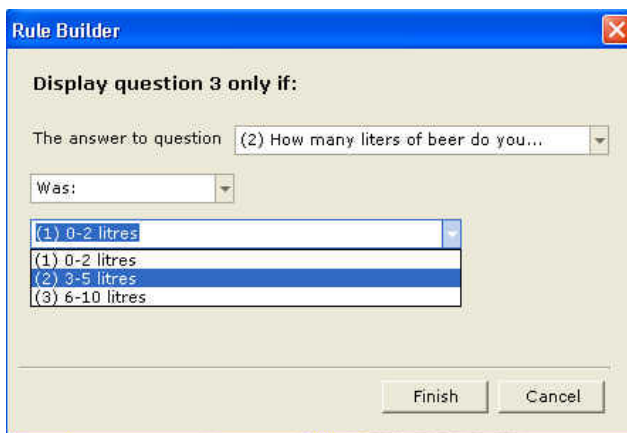 Rule Builder
Display question 3 only if:
The answer to question (2) How many liters of beer do you...
Was:
(1) 0-2 litres
(1) 0-2 litres
(2) 3-5 litres
(3) 6-10 litres
Finish Cancel